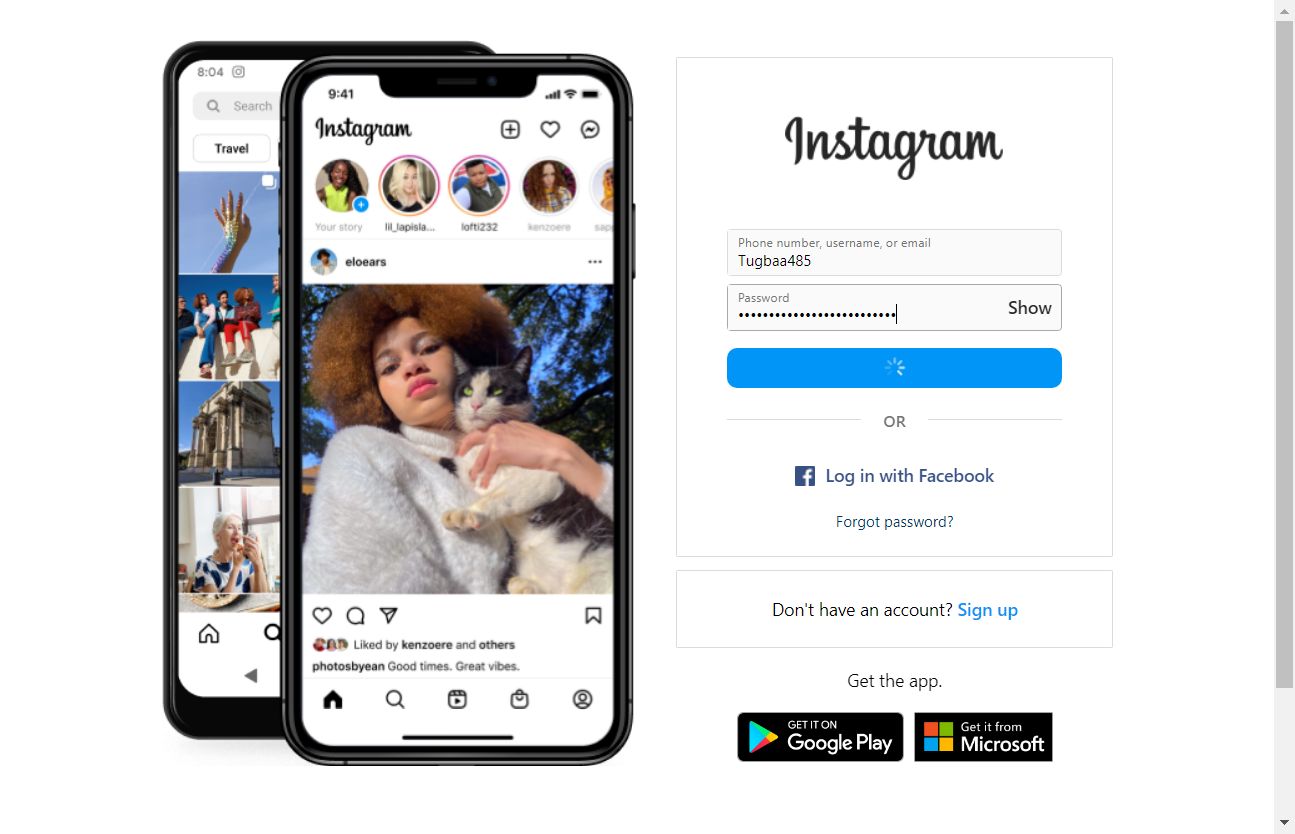 8:04
Search
Travel
9:41
Instagram
Your story
lil_lapisla...
lofti232
kenzoere
sap
eloears
Liked by kenzoere and others
photosbyean Good times. Great vibes.
Instagram
Phone number, username, or email
Tugbaa485
Password
Show
OR
Log in with Facebook
Forgot password?
Don't have an account? Sign up
Get the app.
GET IT ON
Google Play
Get it from
Microsoft